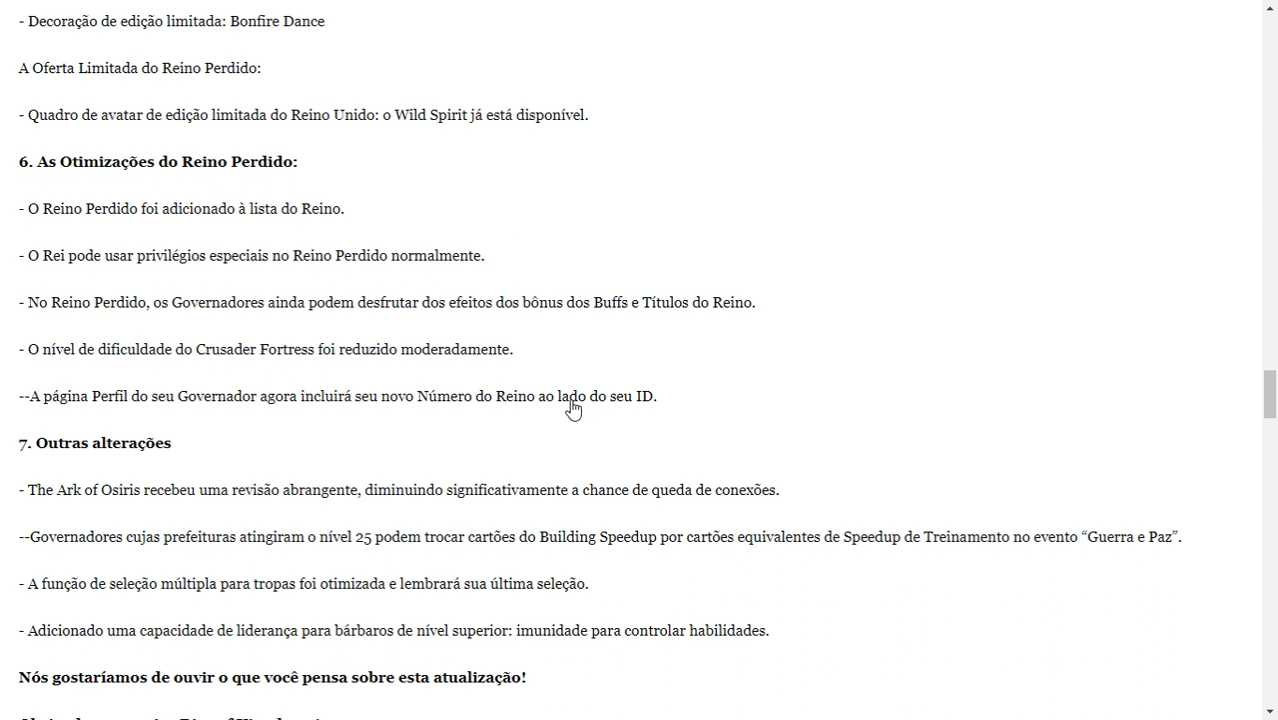 - Decoração de edição limitada: Bonfire Dance
A Oferta Limitada do Reino Perdido:
- Quadro de avatar de edição limitada do Reino Unido: o Wild Spirit já está disponível.
6. As Otimizações do Reino Perdido:
- O Reino Perdido foi adicionado à lista do Reino.
- O Rei pode usar privilégios especiais no Reino Perdido normalmente.
- No Reino Perdido, os Governadores ainda podem desfrutar dos efeitos dos bônus dos Buffs e Títulos do Reino.
- O nível de dificuldade do Crusader Fortress foi reduzido moderadamente.
--A página Perfil do seu Governador agora incluirá seu novo Número do Reino ao lado do seu ID.
7. Outras alterações
- The Ark of Osiris recebeu uma revisão abrangente, diminuindo significativamente a chance de queda de conexões.
--Governadores cujas prefeituras atingiram o nível 25 podem trocar cartões do Building Speedup por cartões equivalentes de Speedup de Treinamento no evento “Guerra e Paz”.
- A função de seleção múltipla para tropas foi otimizada e lembrará sua última seleção.
- Adicionado uma capacidade de liderança para bárbaros de nível superior: imunidade para controlar habilidades.
Nós gostaríamos de ouvir o que você pensa sobre esta atualização!